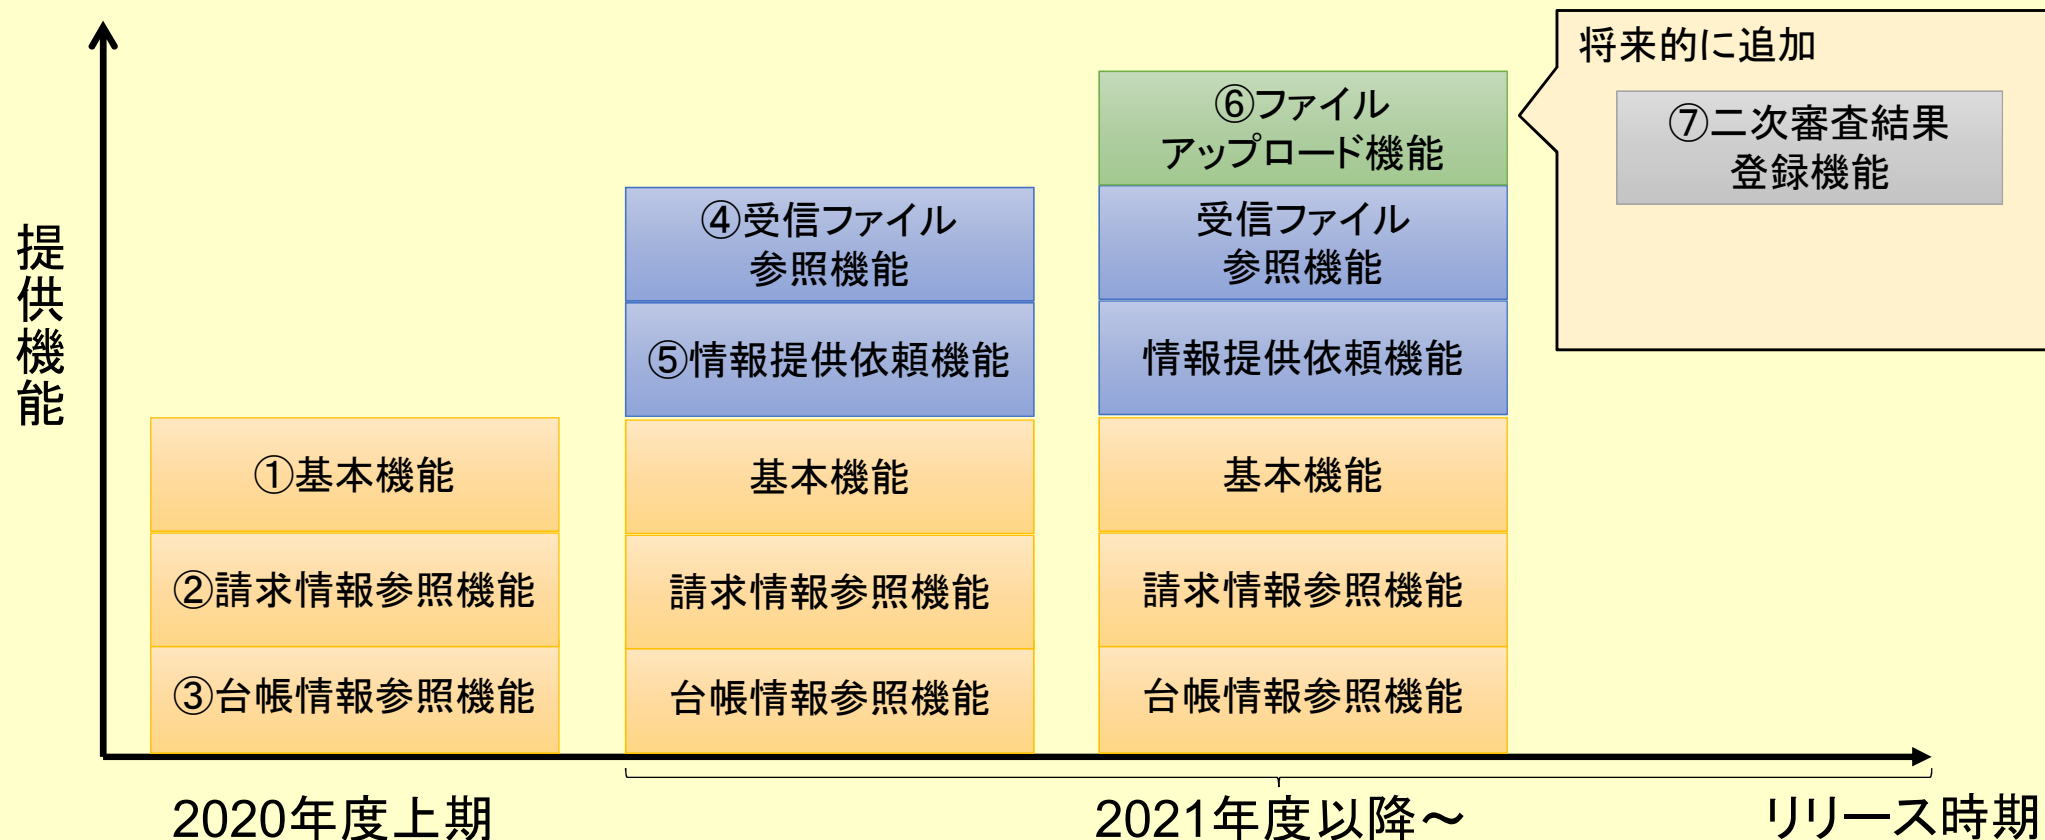 提供機能
①基本機能
②請求情報参照機能
③台帳情報参照機能
④受信ファイル
参照機能
⑤情報提供依頼機能
基本機能
請求情報参照機能
台帳情報参照機能
⑥ファイル
アップロード機能
受信ファイル
参照機能
情報提供依頼機能
基本機能
請求情報参照機能
台帳情報参照機能
将来的に追加
⑦二次審査結果
登録機能
2020年度上期
2021年度以降～
リリース時期